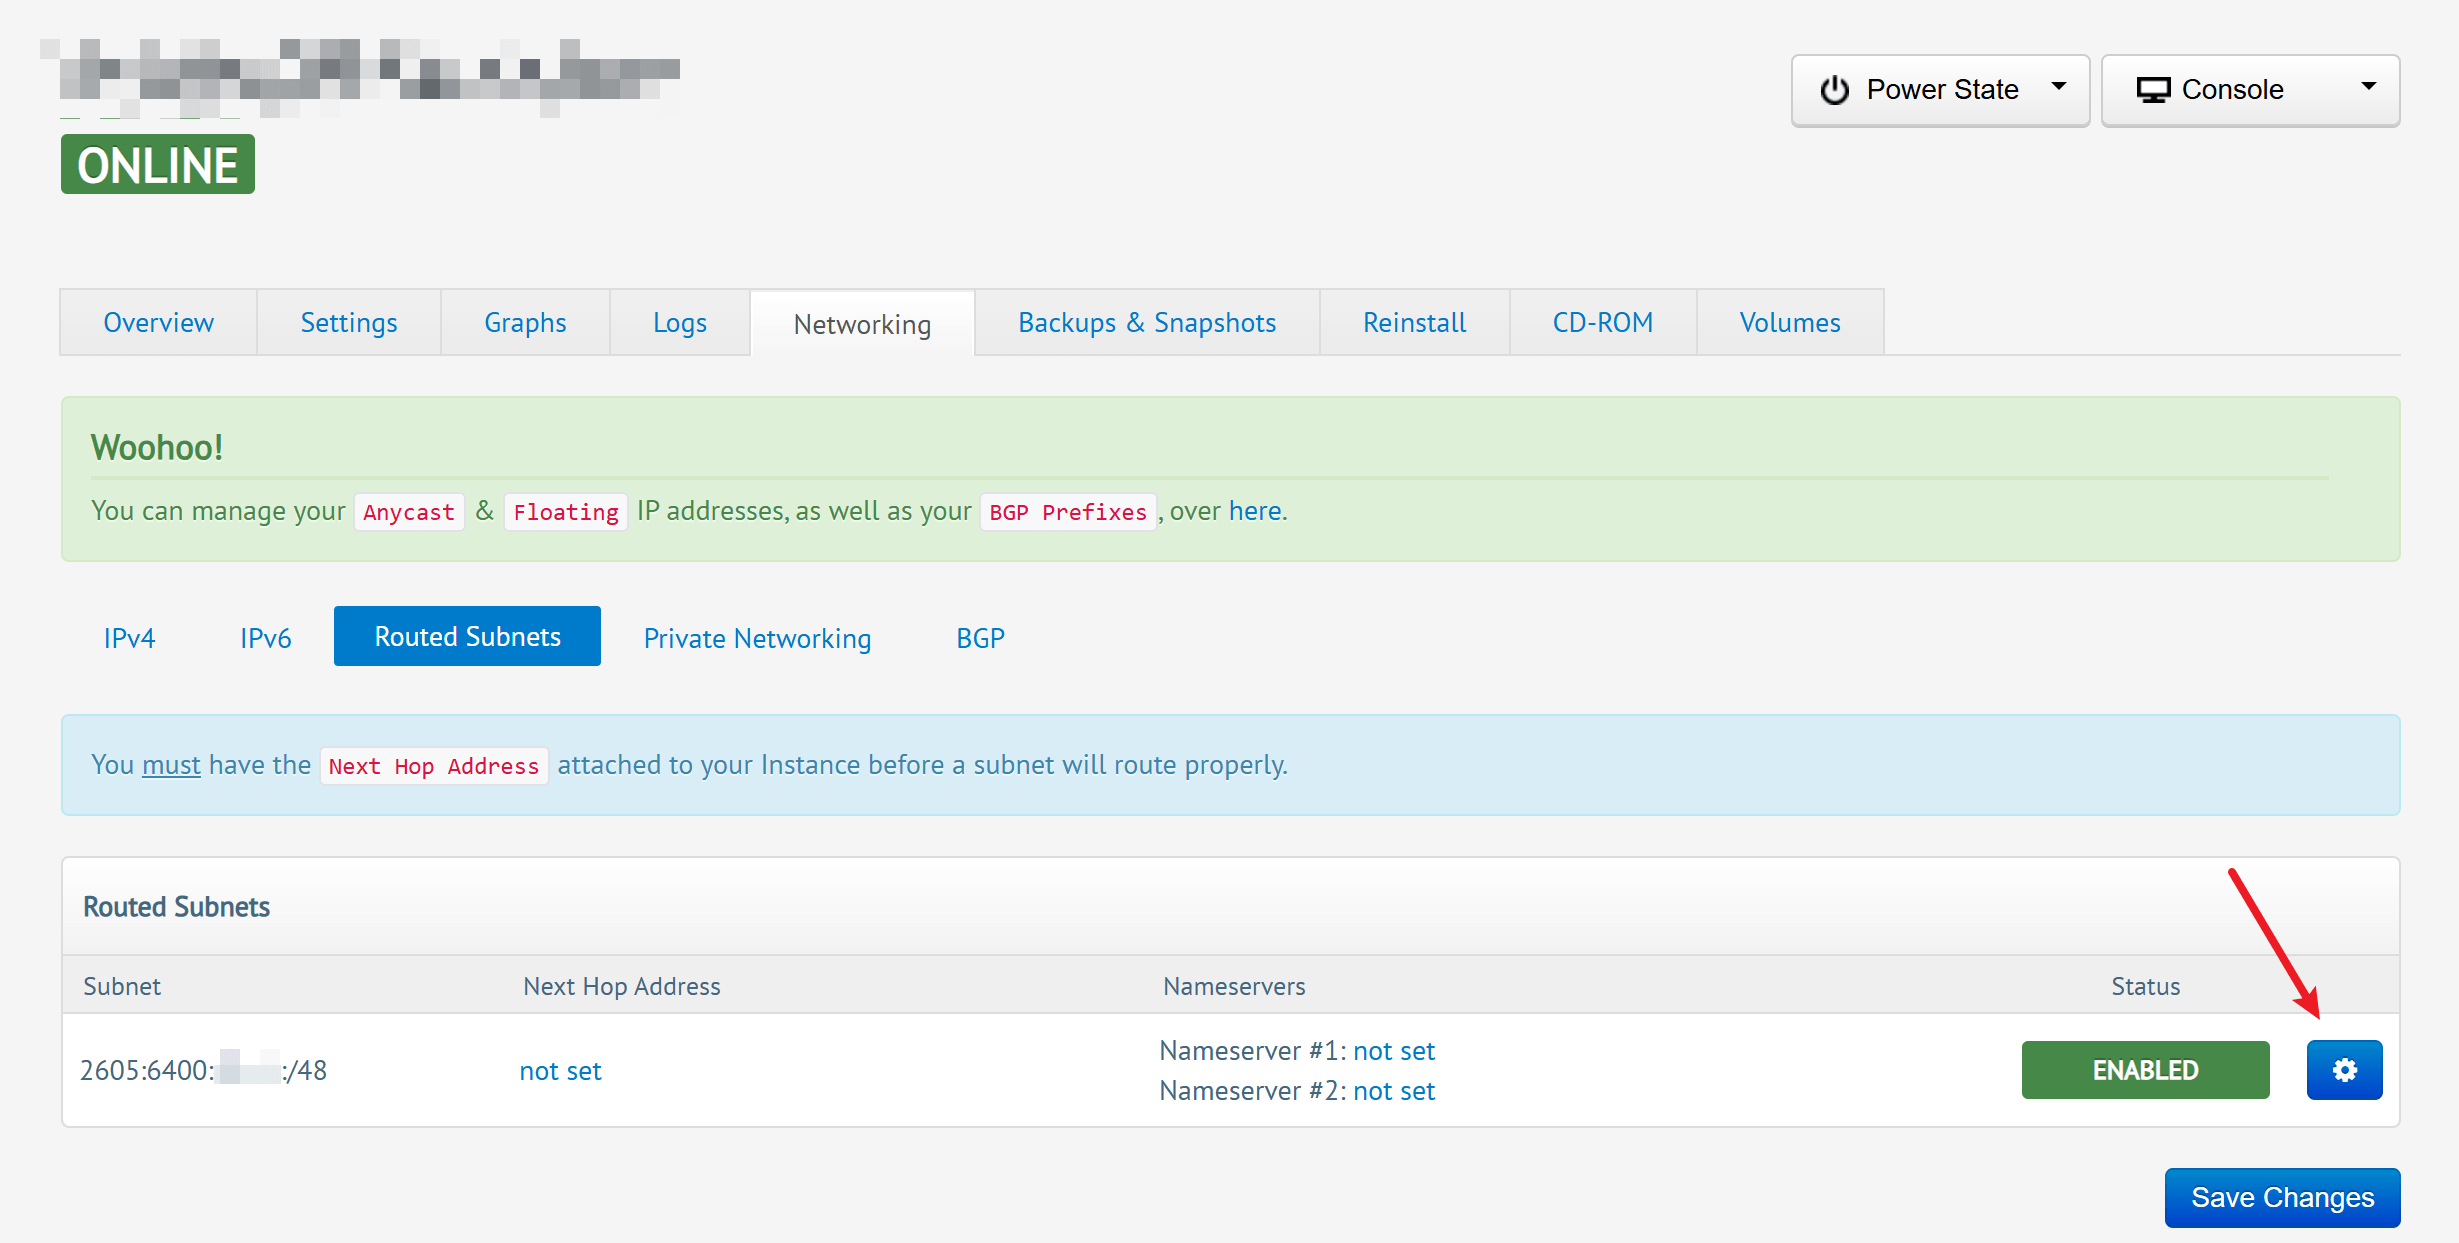 Power State
Console
ONLINE
Overview
Settings
Graphs
Logs
Networking
Backups & Snapshots
Reinstall
CD-ROM
Volumes
Woohoo!
You can manage your Anycast & Floating IP addresses, as well as your BGP Prefixes, over here.
IPv4
IPv6
Routed Subnets
Private Networking
BGP
You must have the Next Hop Address attached to your Instance before a subnet will route properly.
Routed Subnets
Subnet
Next Hop Address
Nameservers
Status
2605:6400: :/48
not set
Nameserver #1: not set
Nameserver #2: not set
ENABLED
Save Changes